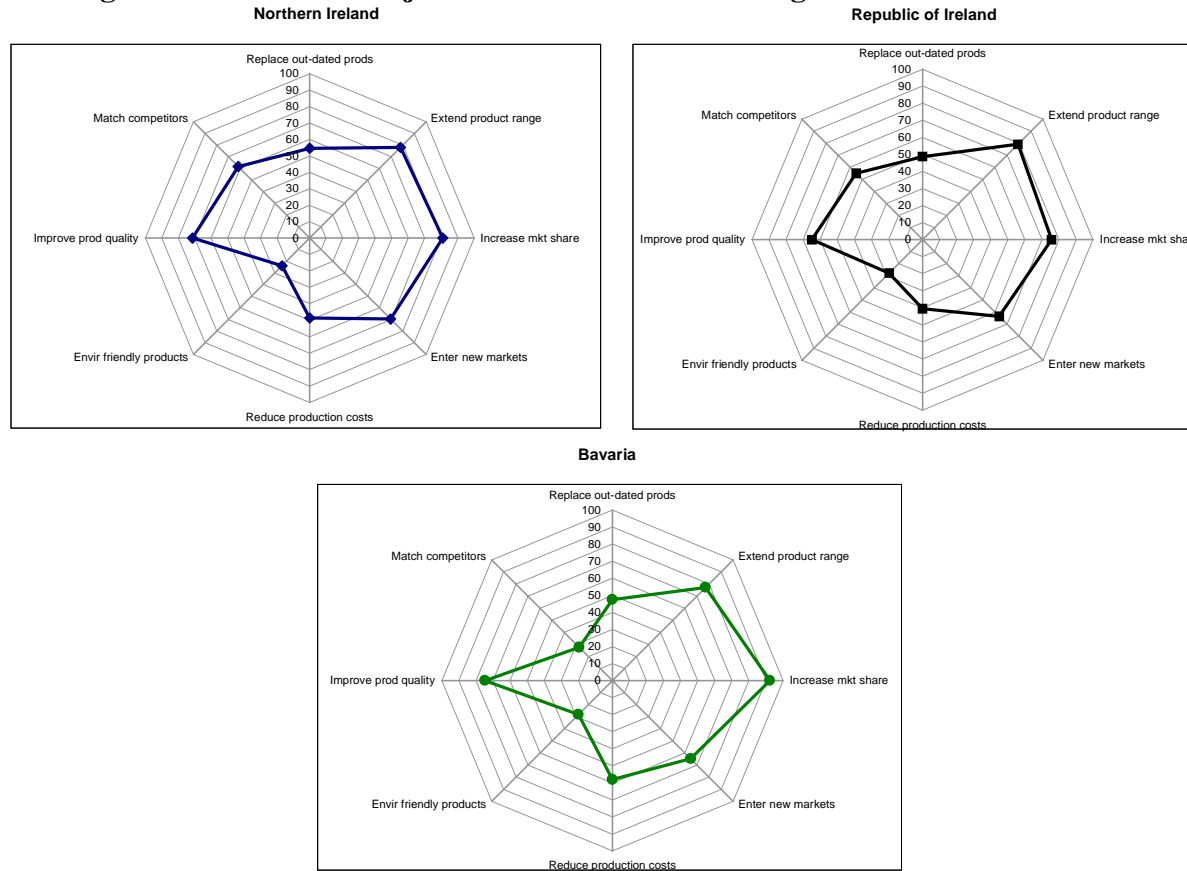 Northern Ireland
Replace out-dated prods
100
90
80
70
60
50
40
30
20
10
0
Extend product range
Increase mkt share
Enter new markets
Reduce production costs
Envir friendly products
Improve prod quality
Match competitors
Republic of Ireland
Replace out-dated prods
100
90
80
70
60
50
40
30
20
10
0
Extend product range
Increase mkt sha
Enter new markets
Reduce production costs
Envir friendly products
Improve prod quality
Match competitors
Bavaria
Replace out-dated prods
100
90
80
70
60
50
40
30
20
10
0
Extend product range
Increase mkt share
Enter new markets
Reduce production costs
Envir friendly products
Improve prod quality
Match competitors